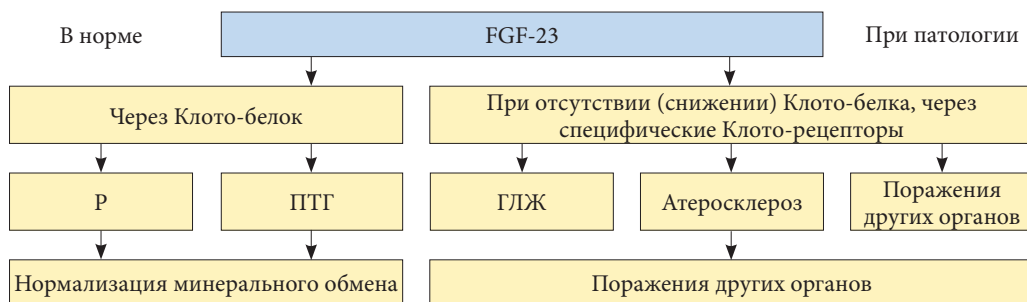 В норме
FGF-23
При патологии
Через Клото-белок
При отсутствии (снижении) Клото-белка, через
специфические Клото-рецепторы
Р
ПТГ
ГЛЖ
Атеросклероз
Поражения
других органов
Нормализация минерального обмена
Поражения других органов